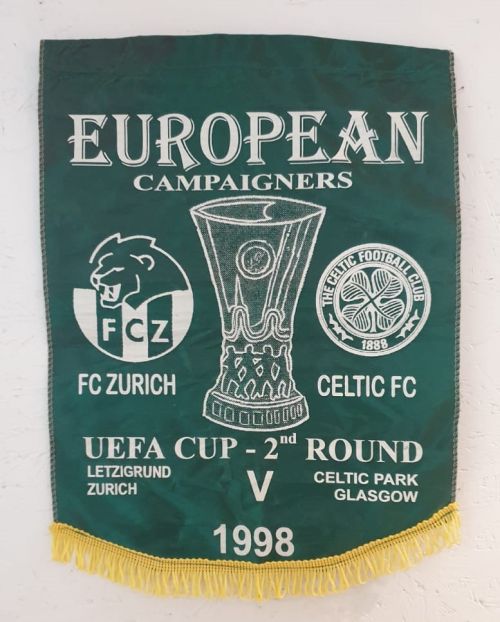 EUROPEAN
CAMPAIGNERS
FCZ
THE CELTIC FOOTBALL CLUB
1888
FC ZURICH
CELTIC FC
UEFA CUP - 2nd ROUND
LETZIGRUND
ZURICH
V
CELTIC PARK
GLASGOW
1998